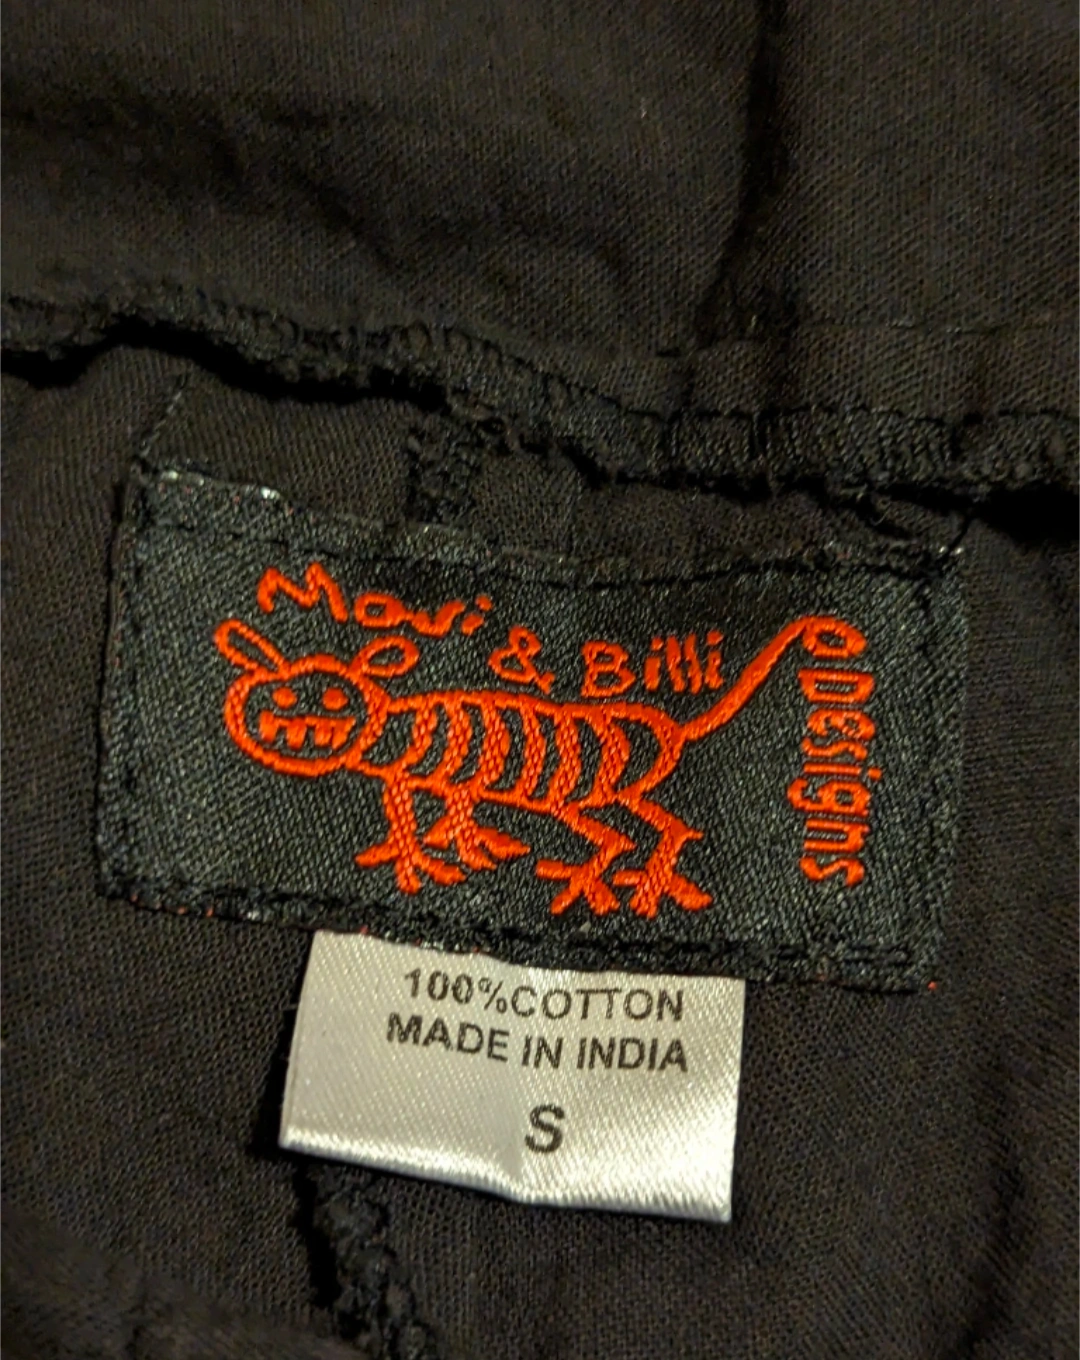 Mavi & Billi
Designs
100%COTTON
MADE IN INDIA
S